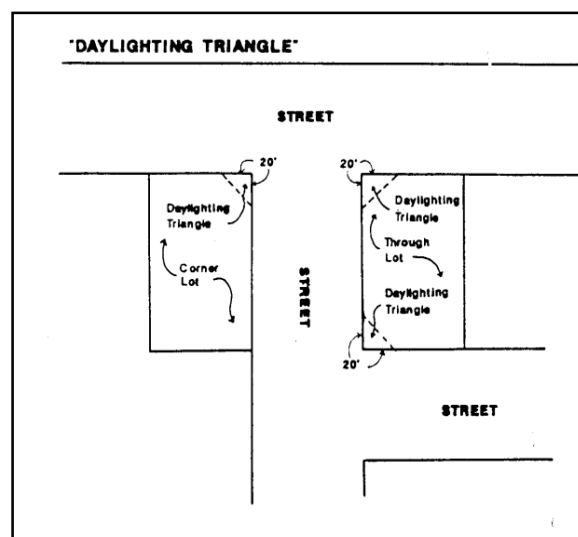 "DAYLIGHTING TRIANGLE"
STREET
20'
20'
Daylighting
Triangle
Daylighting
Triangle
Through
Lot
Corner
Lot
STREET
Daylighting
Triangle
20'
STREET